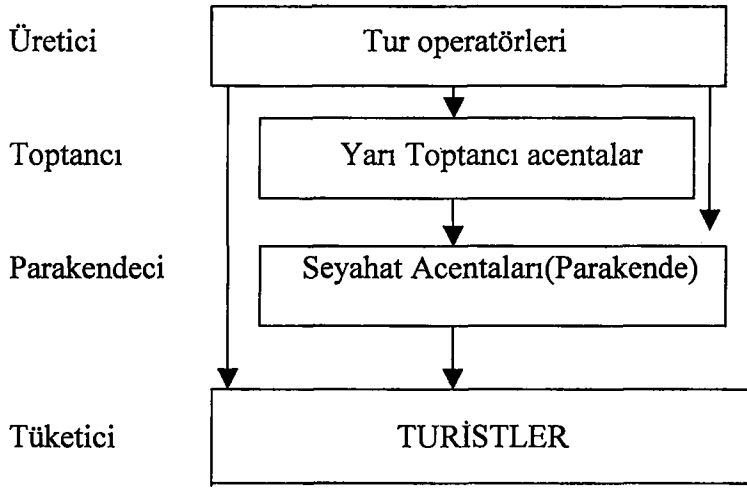 Üretici Tur operatörleri
Toptancı Yarı Toptancı acentalar
Parakendeci Seyahat Acentaları(Parakende)
Tüketici TURİSTLER